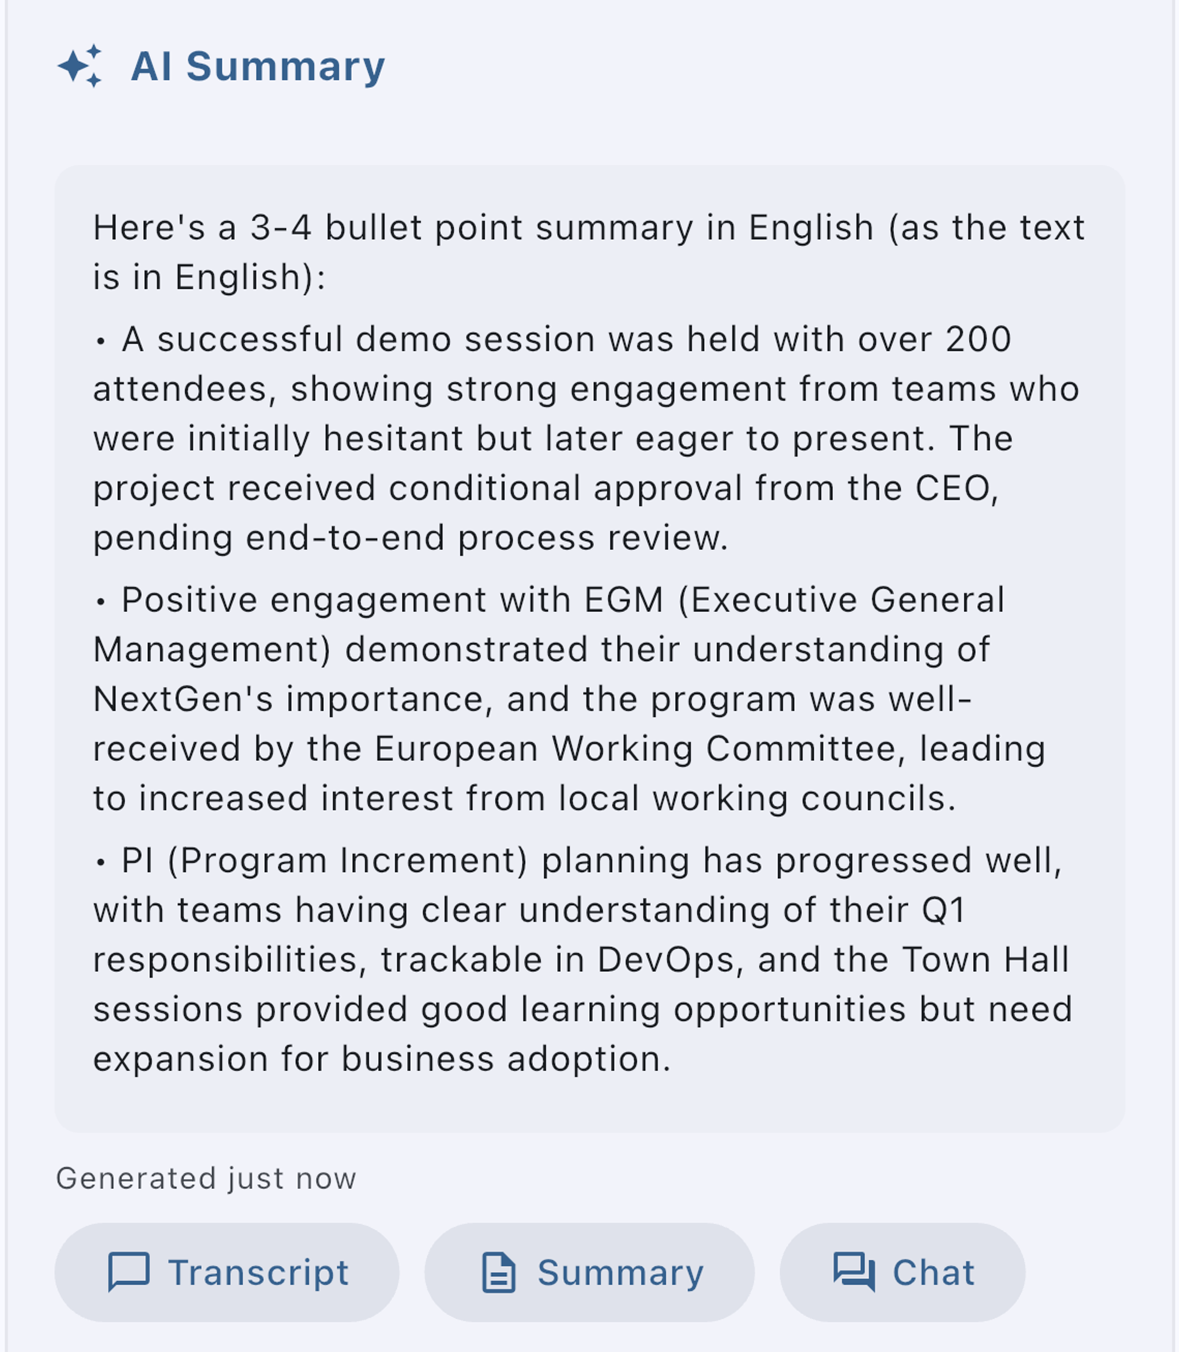 AI Summary
Here's a 3-4 bullet point summary in English (as the text
is in English):
• A successful demo session was held with over 200
attendees, showing strong engagement from teams who
were initially hesitant but later eager to present. The
project received conditional approval from the CEO,
pending end-to-end process review.
• Positive engagement with EGM (Executive General
Management) demonstrated their understanding of
NextGen's importance, and the program was well-
received by the European Working Committee, leading
to increased interest from local working councils.
• PI (Program Increment) planning has progressed well,
with teams having clear understanding of their Q1
responsibilities, trackable in DevOps, and the Town Hall
sessions provided good learning opportunities but need
expansion for business adoption.
Generated just now
Transcript Summary Chat